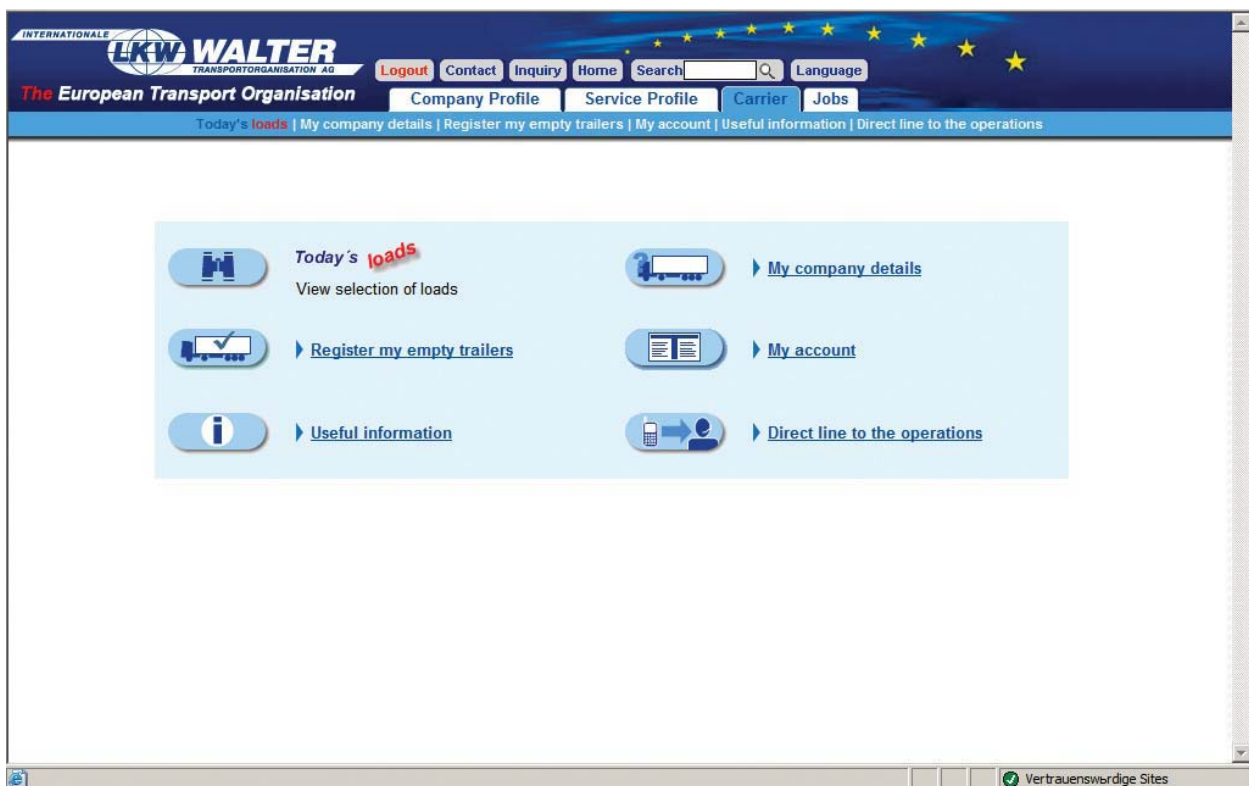 INTERNATIONALE
LKW WALTER
TRANSPORTORGANISATION AG
The European Transport Organisation
Logout Contact Inquiry Home Search Language
Company Profile Service Profile Carrier Jobs
Today's loads | My company details | Register my empty trailers | My account | Useful information | Direct line to the operations
Today´s loads
View selection of loads
My company details
Register my empty trailers
My account
Useful information
Direct line to the operations
Vertrauenswьrdige Sites